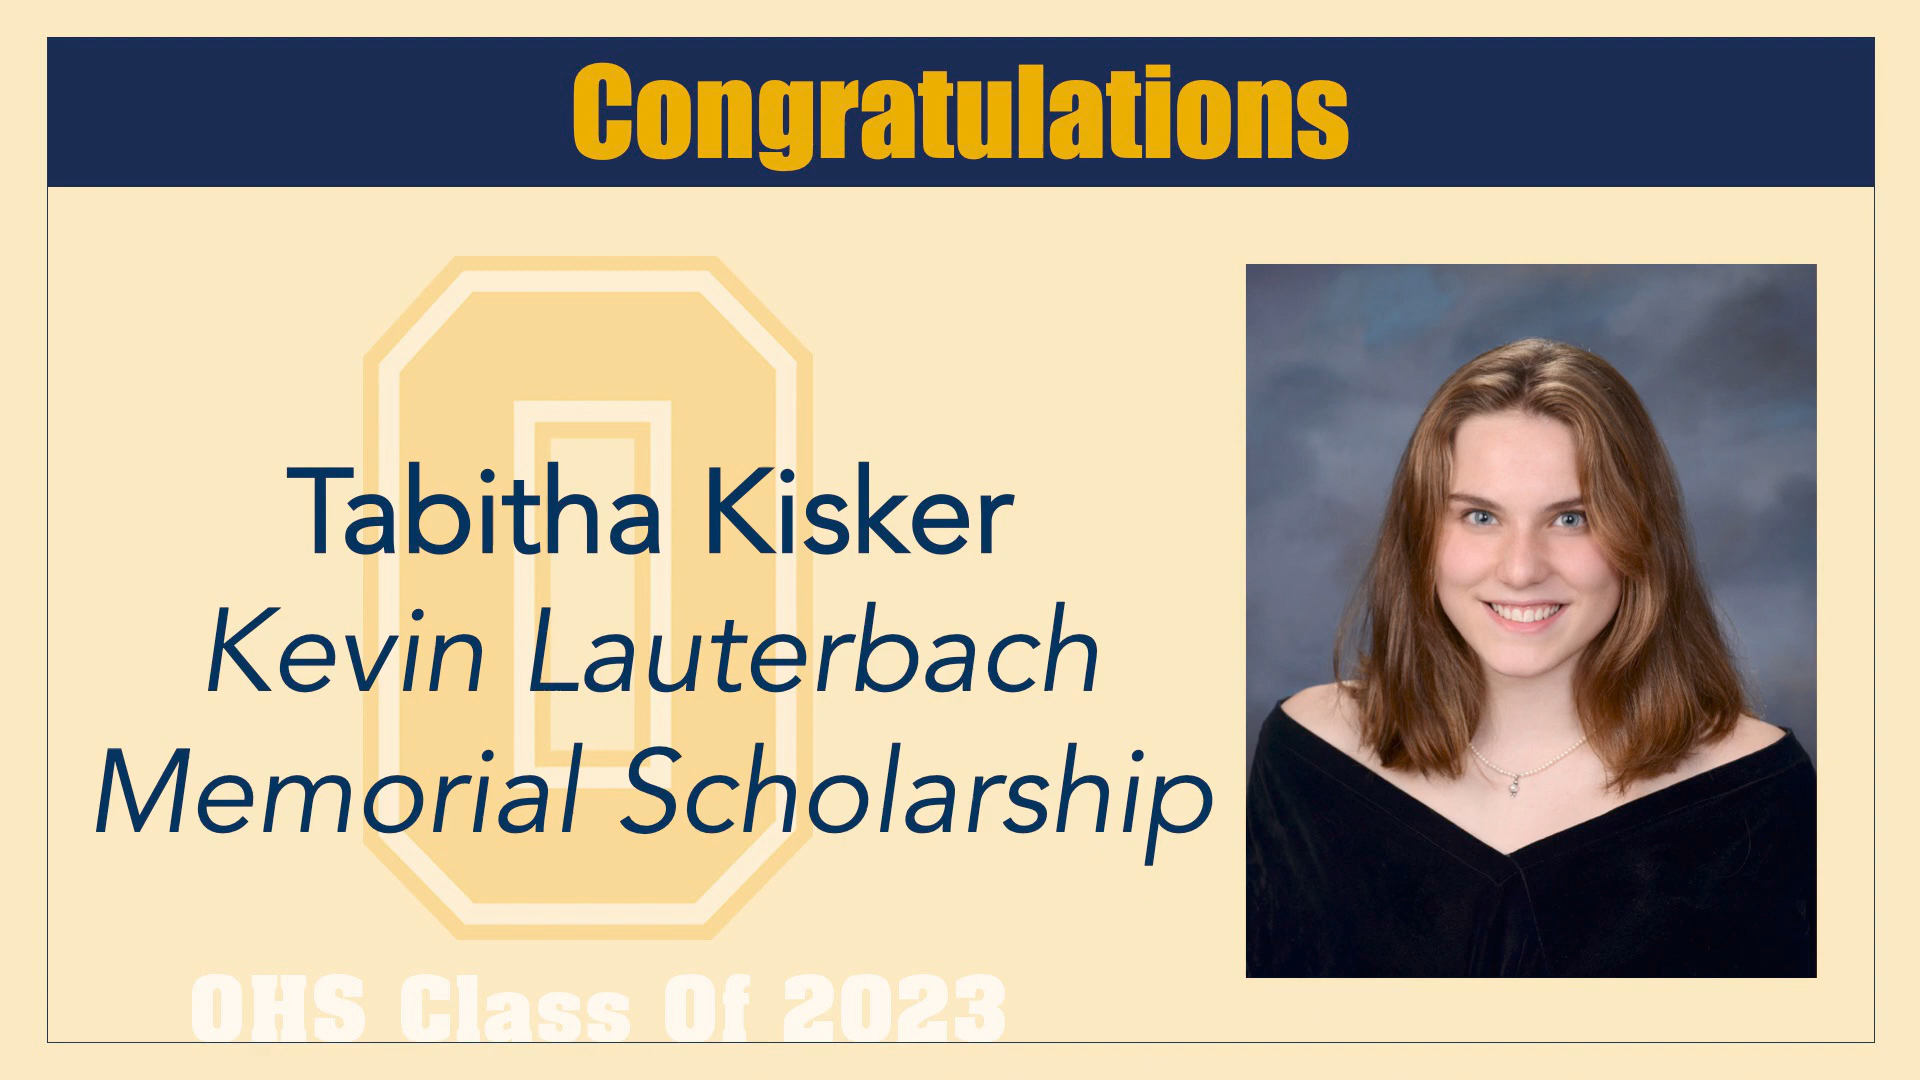 Congratulations
Tabitha Kisker
Kevin Lauterbach
Memorial Scholarship
OHS Class Of 2023